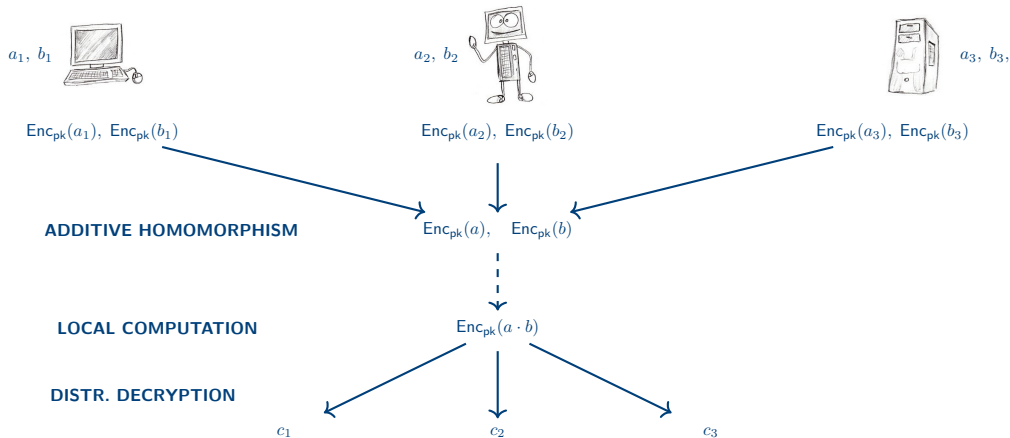 a₁, b₁ a₂, b₂ a₃, b₃,
Encₚₖ(a₁), Encₚₖ(b₁) Encₚₖ(a₂), Encₚₖ(b₂) Encₚₖ(a₃), Encₚₖ(b₃)
ADDITIVE HOMOMORPHISM Encₚₖ(a), Encₚₖ(b)
LOCAL COMPUTATION Encₚₖ(a · b)
DISTR. DECRYPTION
c₁ c₂ c₃